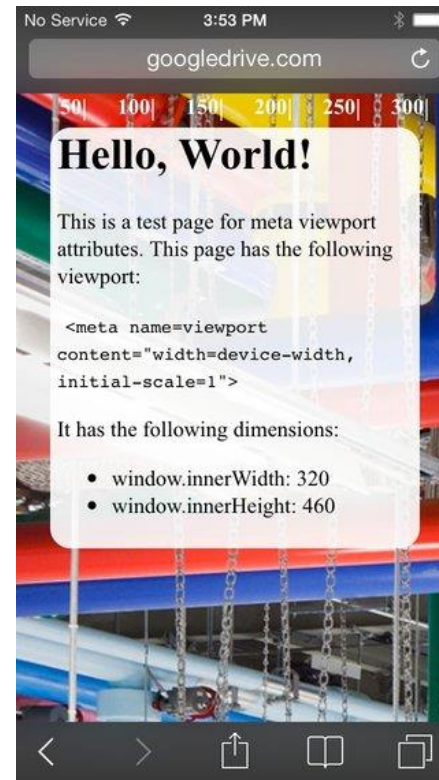 No Service 3:53 PM
googledrive.com
50| 100| 150| 200| 250| 300|
Hello, World!
This is a test page for meta viewport
attributes. This page has the following
viewport:
<meta name=viewport
content="width=device-width,
initial-scale=1">
It has the following dimensions:
• window.innerWidth: 320
• window.innerHeight: 460